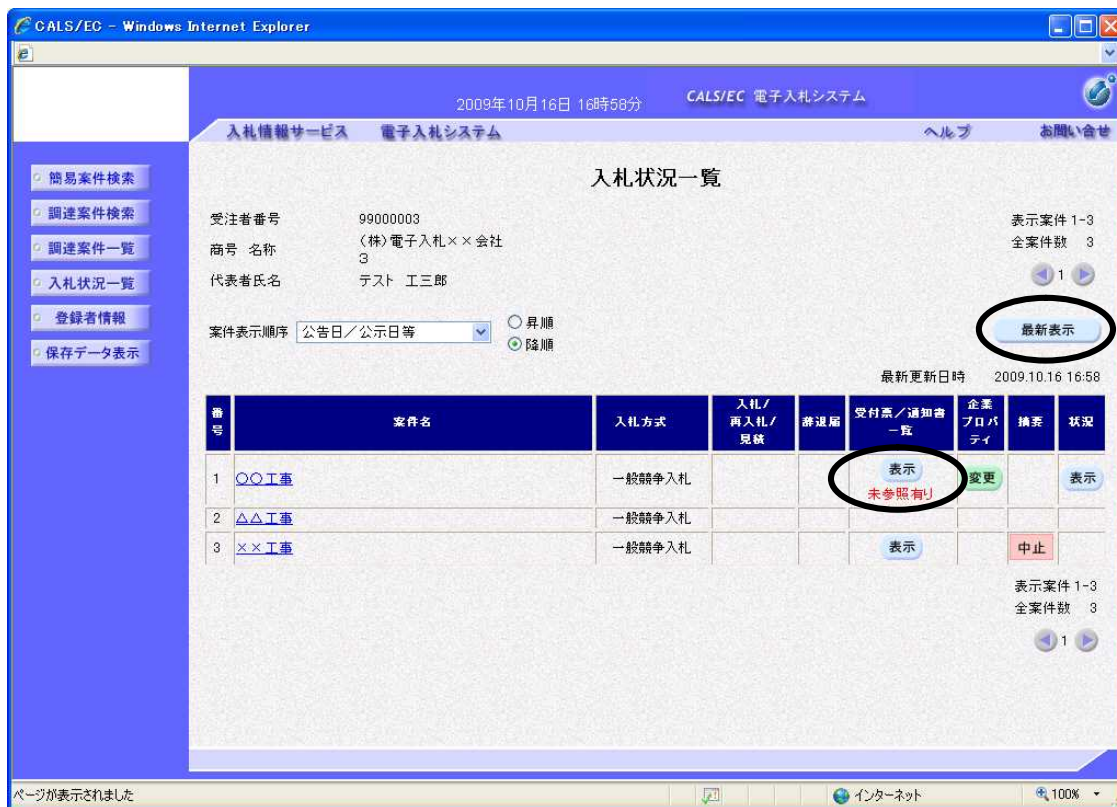 CALS/EC - Windows Internet Explorer
2009年10月16日 16時58分 CALS/EC 電子入札システム
入札情報サービス 電子入札システム ヘルプ お問い合せ
簡易案件検索
調達案件検索
調達案件一覧
入札状況一覧
登録者情報
保存データ表示
入札状況一覧
受注者番号 99000003
商号 名称 (株)電子入札××会社
3
代表者氏名 テスト 工三郎
表示案件 1-3
全案件数 3
1
案件表示順序 公告日/公示日等
昇順
降順
最新表示
最新更新日時 2009.10.16 16:58
番号 案件名 入札方式 入札/再入札/見積 辞退届 受付票/通知書一覧 企業プロパティ 摘要 状況
1 〇〇工事 一般競争入札 表示 未参照有り 変更 表示
2 △△工事 一般競争入札
3 ××工事 一般競争入札 表示 中止
表示案件 1-3
全案件数 3
1
ページが表示されました インターネット 100%